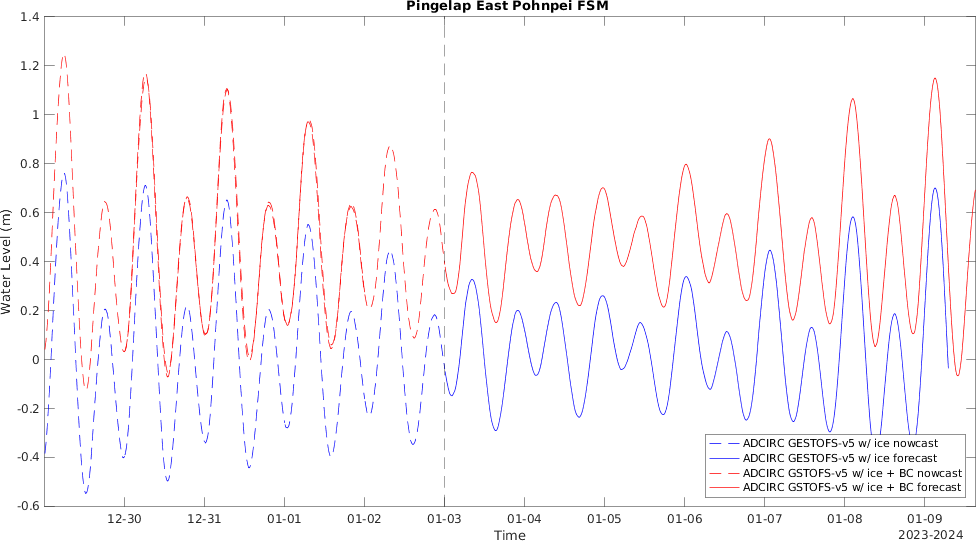 Pingelap East Pohnpei FSM
1.4
1.2
1
0.8
0.6
0.4
0.2
0
-0.2
-0.4
-0.6
Water Level (m)
12-30 12-31 01-01 01-02 01-03 01-04 01-05 01-06 01-07 01-08 01-09
Time
2023-2024
ADCIRC GESTOFS-v5 w/ ice nowcast
ADCIRC GESTOFS-v5 w/ ice forecast
ADCIRC GSTOFS-v5 w/ ice + BC nowcast
ADCIRC GSTOFS-v5 w/ ice + BC forecast